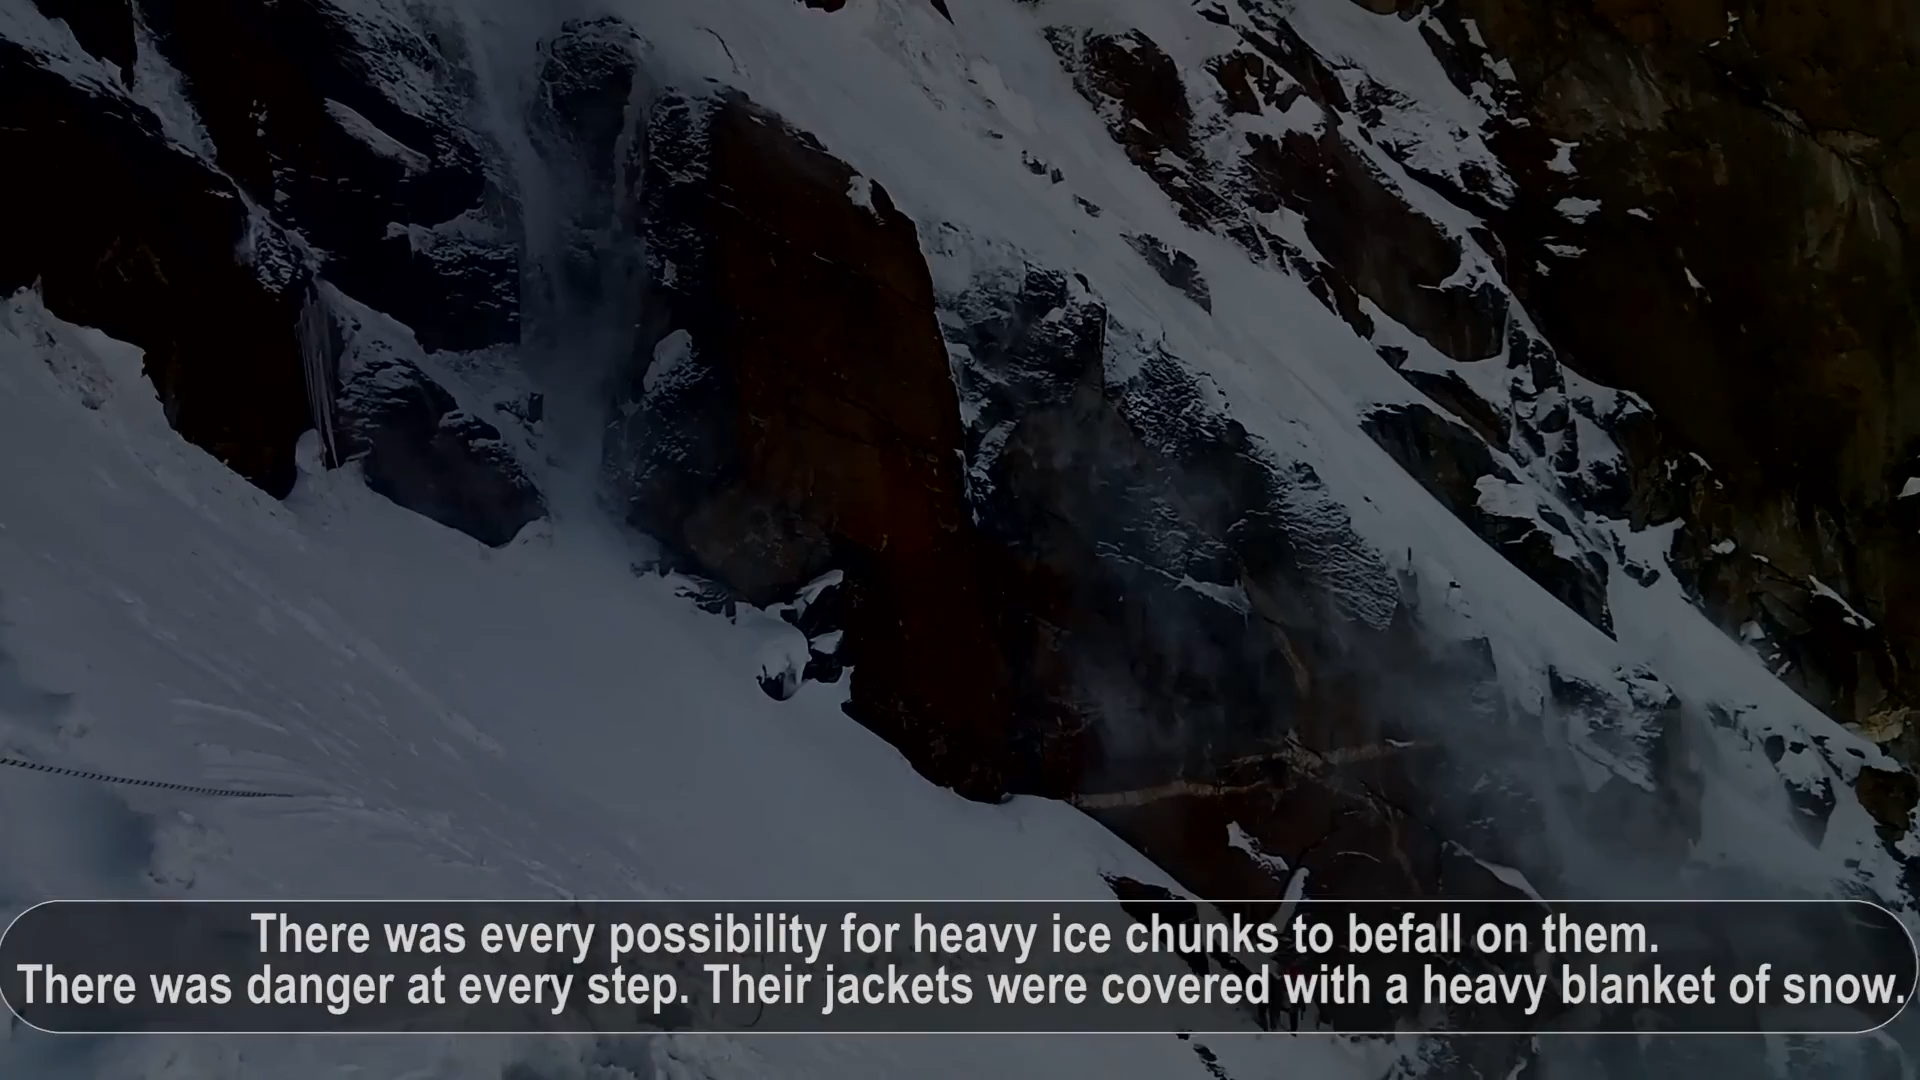 There was every possibility for heavy ice chunks to befall on them.
There was danger at every step. Their jackets were covered with a heavy blanket of snow.